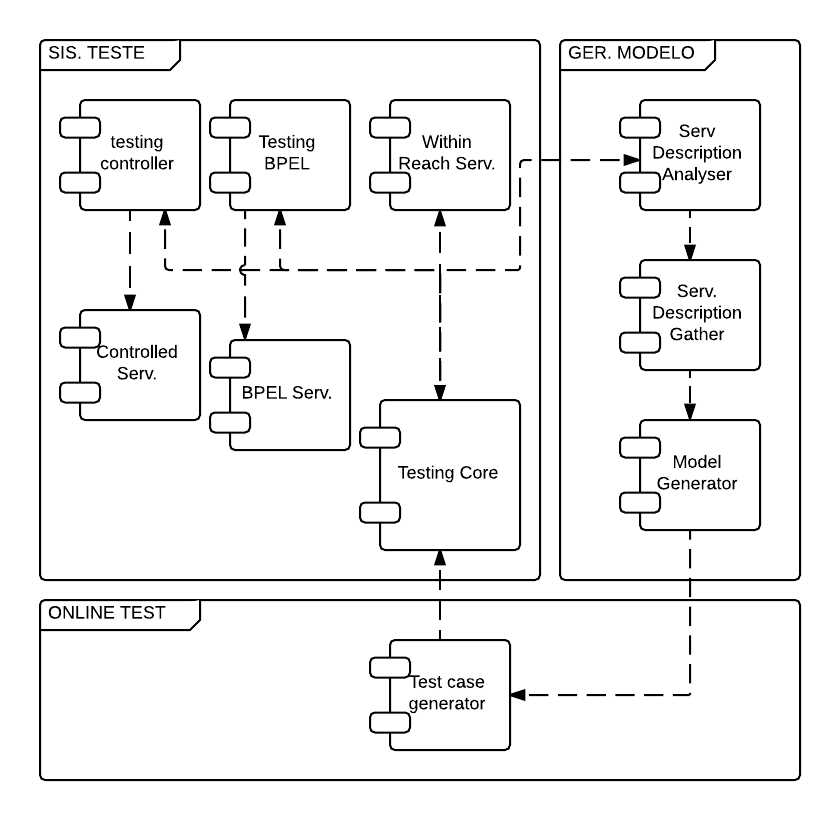 SIS. TESTE
GER. MODELO
testing
controller
Testing
BPEL
Within
Reach Serv.
Serv
Description
Analyser
Controlled
Serv.
BPEL Serv.
Serv.
Description
Gather
Testing Core
Model
Generator
ONLINE TEST
Test case
generator